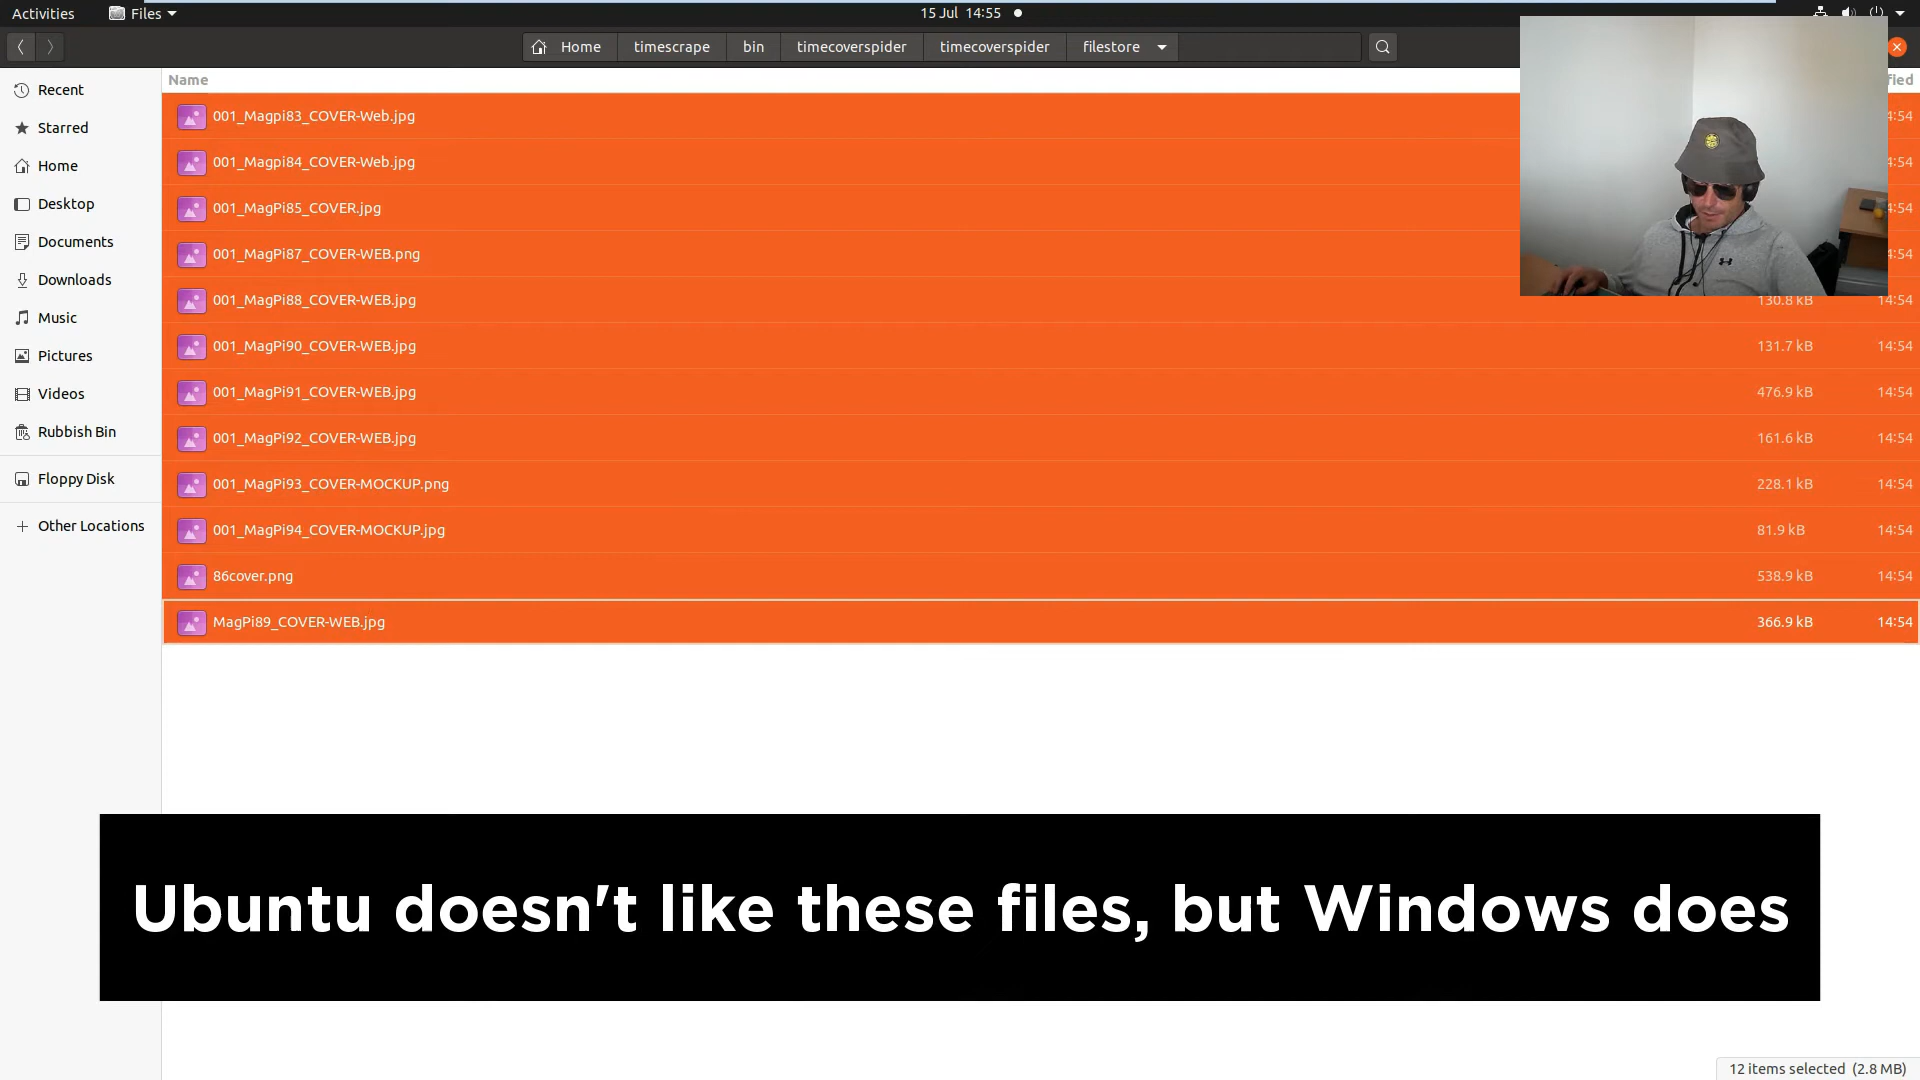 Activities Files 15 Jul 14:55
Home timescrape bin timecoverspider timecoverspider filestore
Name
Recent
Starred
Home
Desktop
Documents
Downloads
Music
Pictures
Videos
Rubbish Bin
Floppy Disk
Other Locations
001_Magpi83_COVER-Web.jpg
001_Magpi84_COVER-Web.jpg
001_MagPi85_COVER.jpg
001_MagPi87_COVER-WEB.png
001_MagPi88_COVER-WEB.jpg 130.8 kB 14:54
001_MagPi90_COVER-WEB.jpg 131.7 kB 14:54
001_MagPi91_COVER-WEB.jpg 476.9 kB 14:54
001_MagPi92_COVER-WEB.jpg 161.6 kB 14:54
001_MagPi93_COVER-MOCKUP.png 228.1 kB 14:54
001_MagPi94_COVER-MOCKUP.jpg 81.9 kB 14:54
86cover.png 538.9 kB 14:54
MagPi89_COVER-WEB.jpg 366.9 kB 14:54
Ubuntu doesn't like these files, but Windows does
12 items selected (2.8 MB)